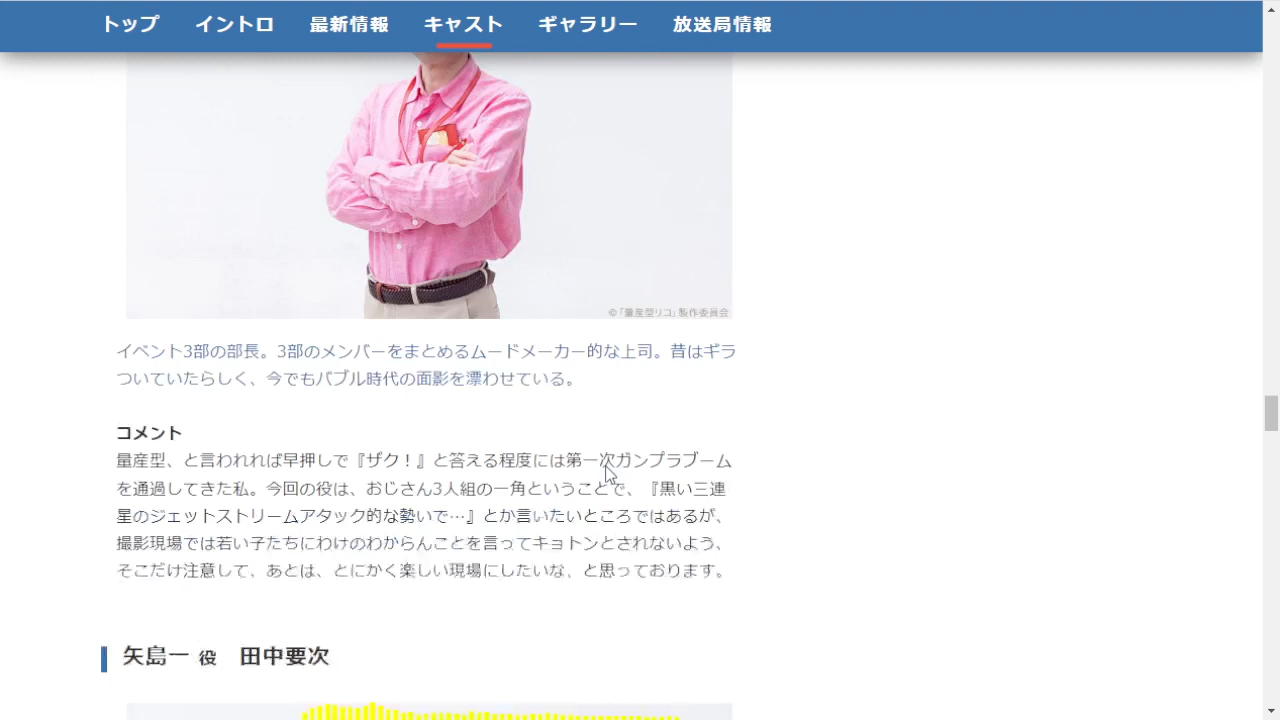 トップ イントロ 最新情報 キャスト ギャラリー 放送局情報
©「量産型リコ」製作委員会
イベント3部の部長。3部のメンバーをまとめるムードメーカー的な上司。昔はギラ
ついていたらしく、今でもバブル時代の面影を漂わせている。
コメント
量産型、と言われれば早押しで『ザク！』と答える程度には第一次ガンプラブーム
を通過してきた私。今回の役は、おじさん3人組の一角ということで、『黒い三連
星のジェットストリームアタック的な勢いで…』とか言いたいところではあるが、
撮影現場では若い子たちにわけのわからんことを言ってキョトンとされないよう、
そこだけ注意して、あとは、とにかく楽しい現場にしたいな、と思っております。
矢島一 役 田中要次